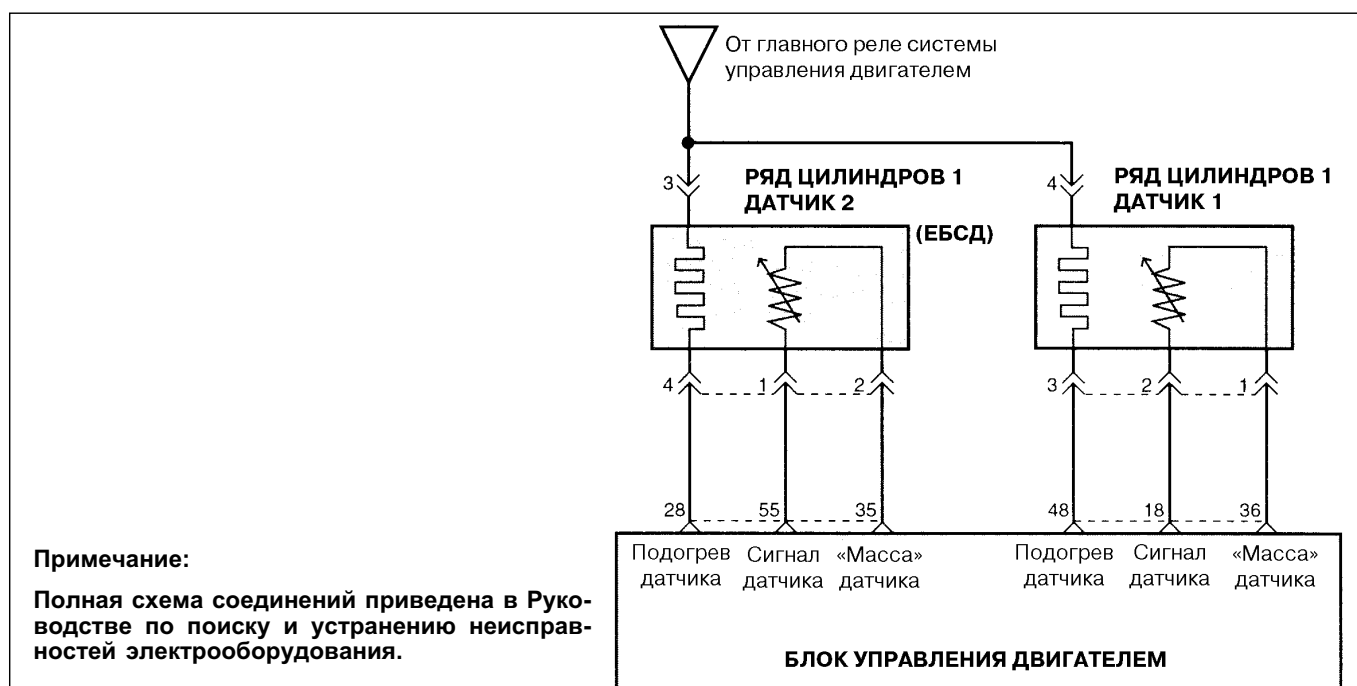 От главного реле системы
управления двигателем
3
РЯД ЦИЛИНДРОВ 1
ДАТЧИК 2
(ЕБСД)
4
РЯД ЦИЛИНДРОВ 1
ДАТЧИК 1
4 1 2
3 2 1
28 55 35
48 18 36
Подогрев датчика
Сигнал датчика
«Масса» датчика
Подогрев датчика
Сигнал датчика
«Масса» датчика
БЛОК УПРАВЛЕНИЯ ДВИГАТЕЛЕМ
Примечание:
Полная схема соединений приведена в Руко-
водстве по поиску и устранению неисправ-
ностей электрооборудования.